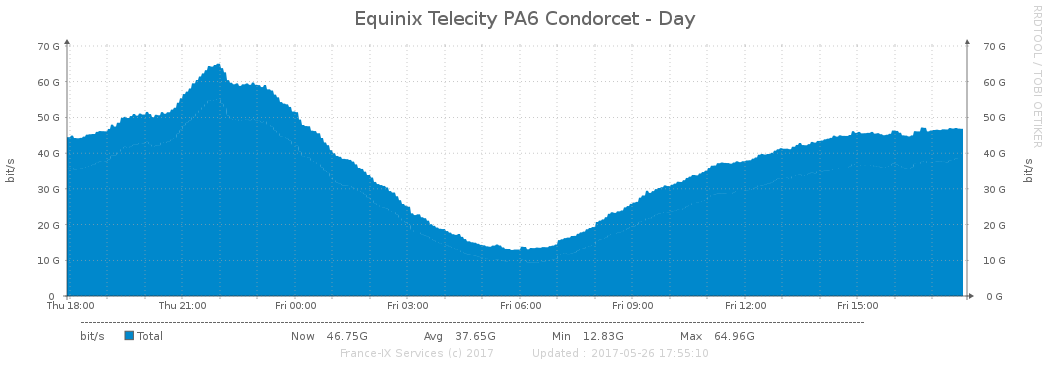 Equinix Telecity PA6 Condorcet - Day
RRDTOOL / TOBI OETIKER
bit/s
70 G
60 G
50 G
40 G
30 G
20 G
10 G
0
70 G
60 G
50 G
40 G
30 G
20 G
10 G
0 G
bit/s
Thu 18:00 Thu 21:00 Fri 00:00 Fri 03:00 Fri 06:00 Fri 09:00 Fri 12:00 Fri 15:00
bit/s Total Now 46.75G Avg 37.65G Min 12.83G Max 64.96G
France-IX Services (c) 2017 Updated : 2017-05-26 17:55:10